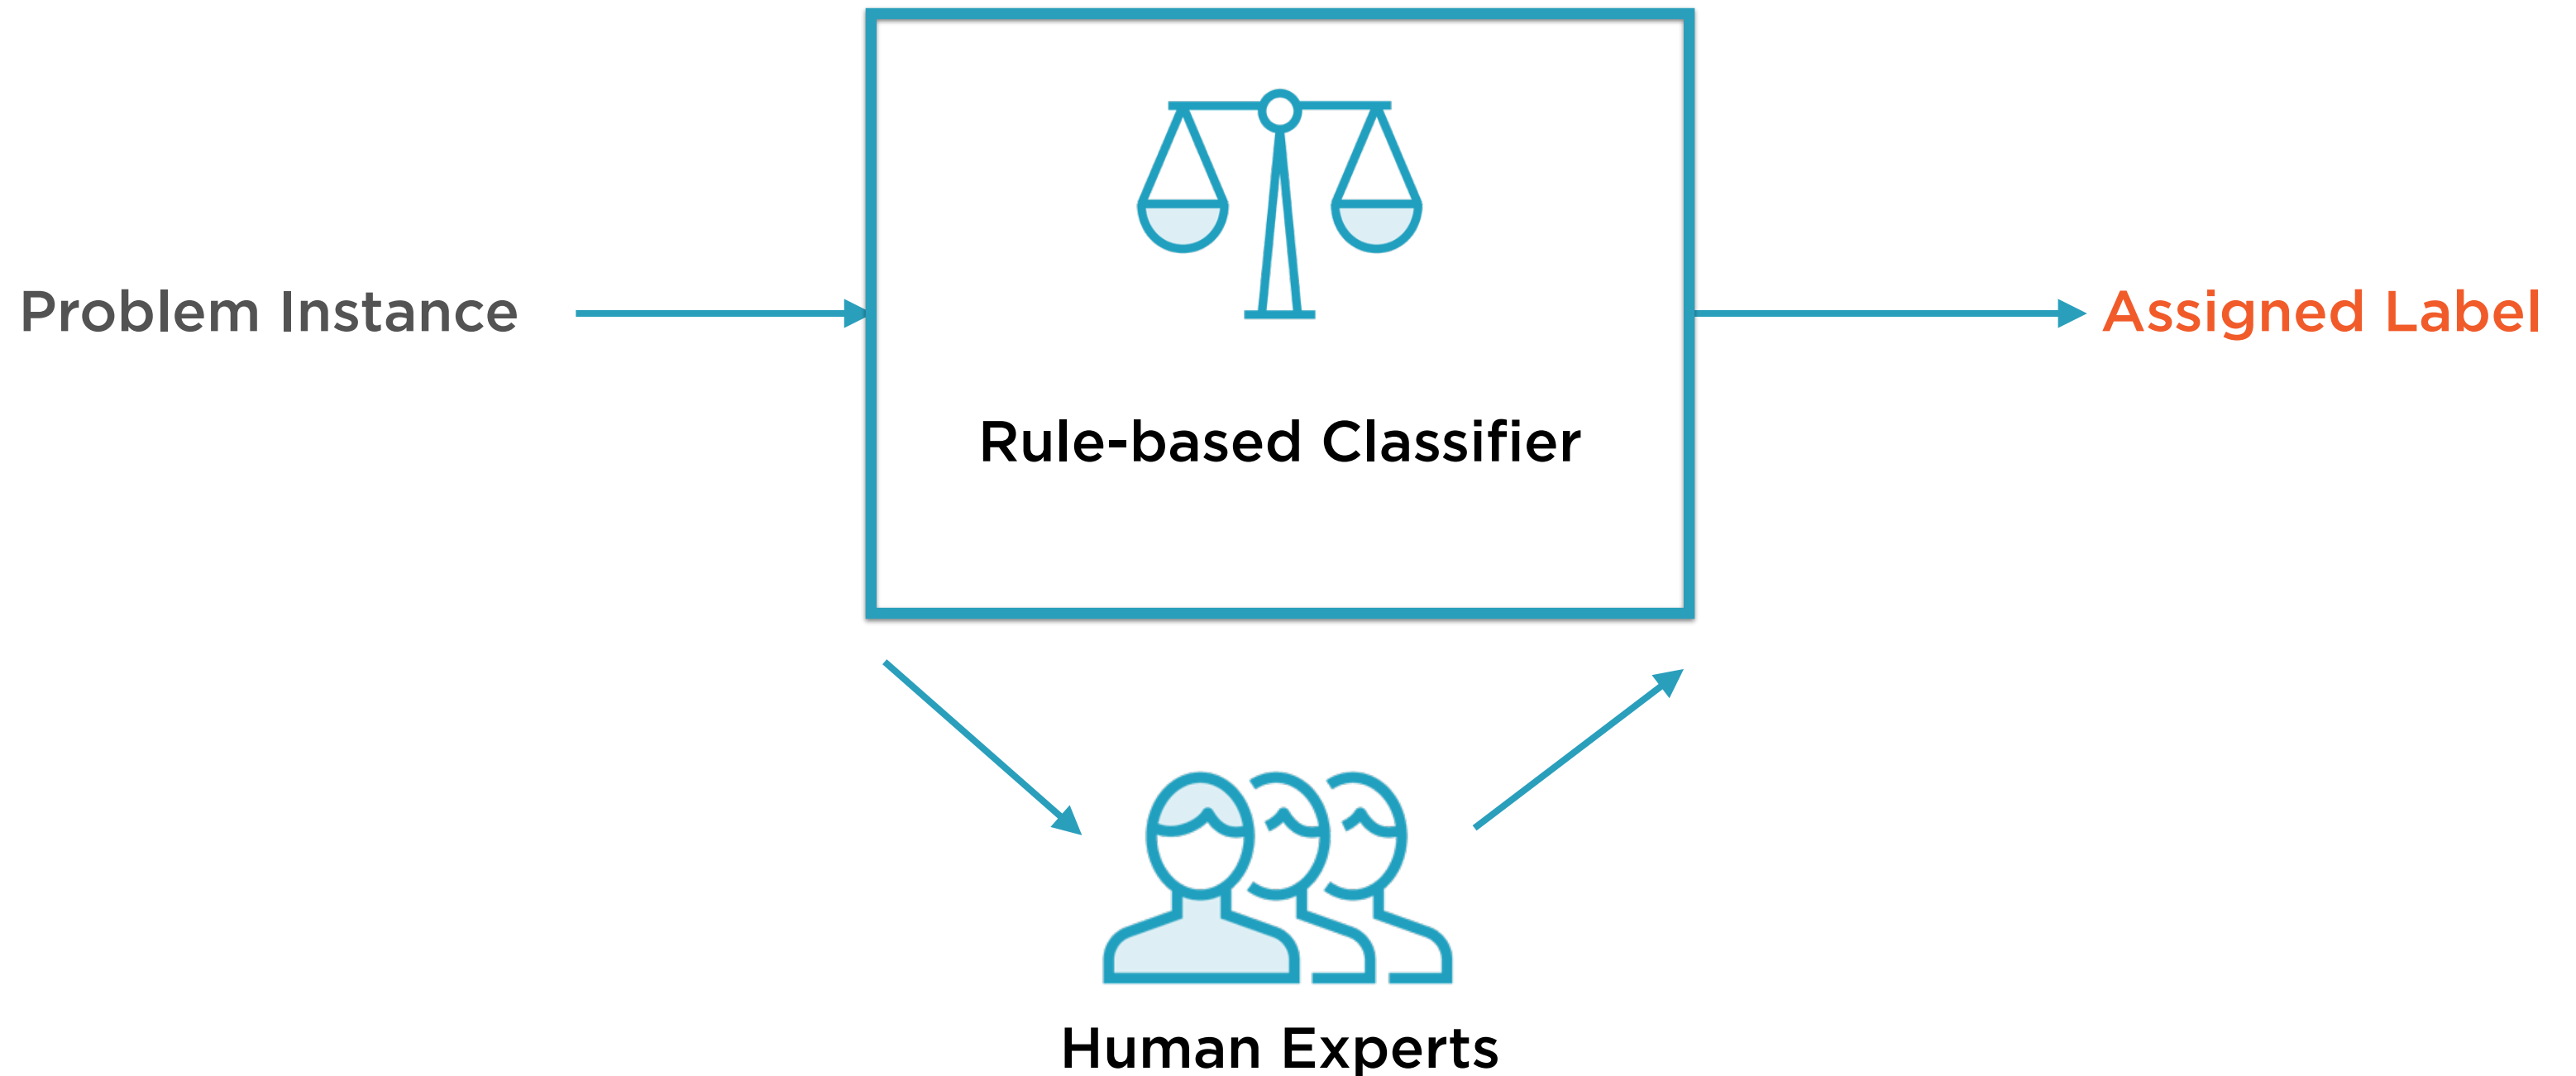 Problem Instance
Rule-based Classifier
Assigned Label
Human Experts